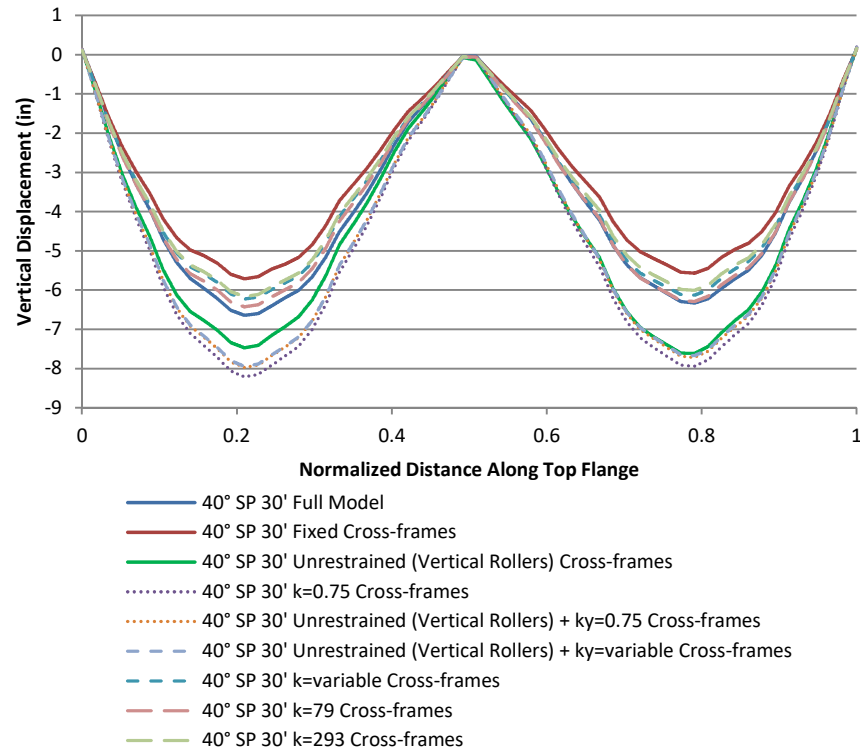 1
0
-1
-2
-3
-4
-5
-6
-7
-8
-9
Vertical Displacement (in)
0 0.2 0.4 0.6 0.8 1
Normalized Distance Along Top Flange
40° SP 30' Full Model
40° SP 30' Fixed Cross-frames
40° SP 30' Unrestrained (Vertical Rollers) Cross-frames
40° SP 30' k=0.75 Cross-frames
40° SP 30' Unrestrained (Vertical Rollers) + ky=0.75 Cross-frames
40° SP 30' Unrestrained (Vertical Rollers) + ky=variable Cross-frames
40° SP 30' k=variable Cross-frames
40° SP 30' k=79 Cross-frames
40° SP 30' k=293 Cross-frames